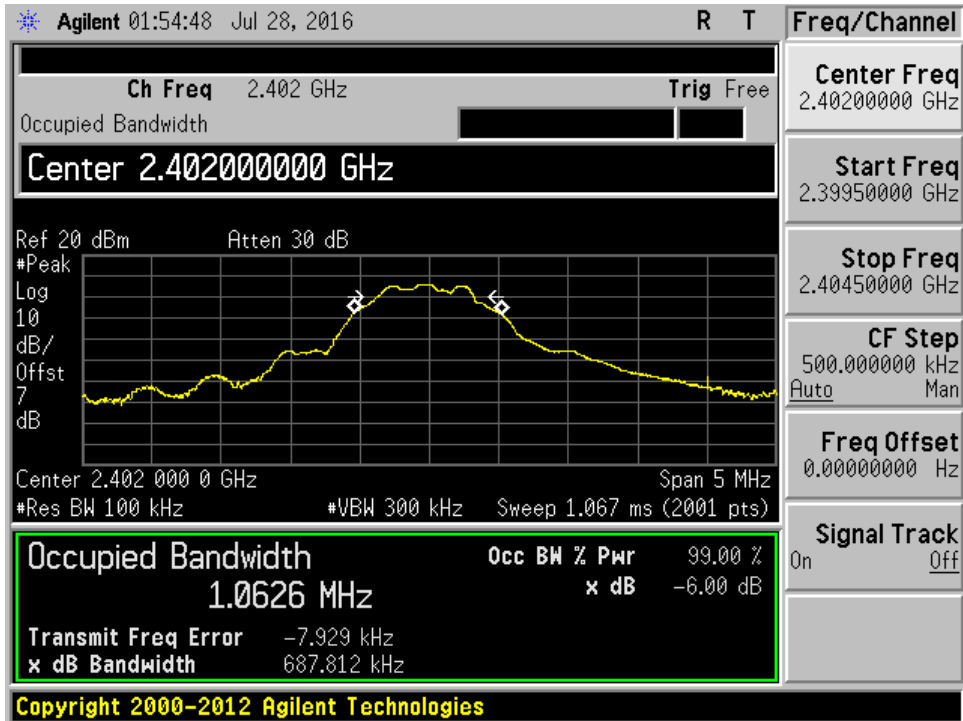 Agilent 01:54:48 Jul 28, 2016 R T
Freq/Channel
Ch Freq 2.402 GHz Trig Free
Occupied Bandwidth
Center 2.402000000 GHz
Ref 20 dBm Atten 30 dB
#Peak
Log
10
dB/
Offst
7
dB
Center 2.402 000 0 GHz Span 5 MHz
#Res BW 100 kHz #VBW 300 kHz Sweep 1.067 ms (2001 pts)
Occupied Bandwidth Occ BW % Pwr 99.00 %
1.0626 MHz x dB -6.00 dB
Transmit Freq Error -7.929 kHz
x dB Bandwidth 687.812 kHz
Center Freq
2.40200000 GHz
Start Freq
2.39950000 GHz
Stop Freq
2.40450000 GHz
CF Step
500.000000 kHz
Auto Man
Freq Offset
0.00000000 Hz
Signal Track
On Off
Copyright 2000-2012 Agilent Technologies